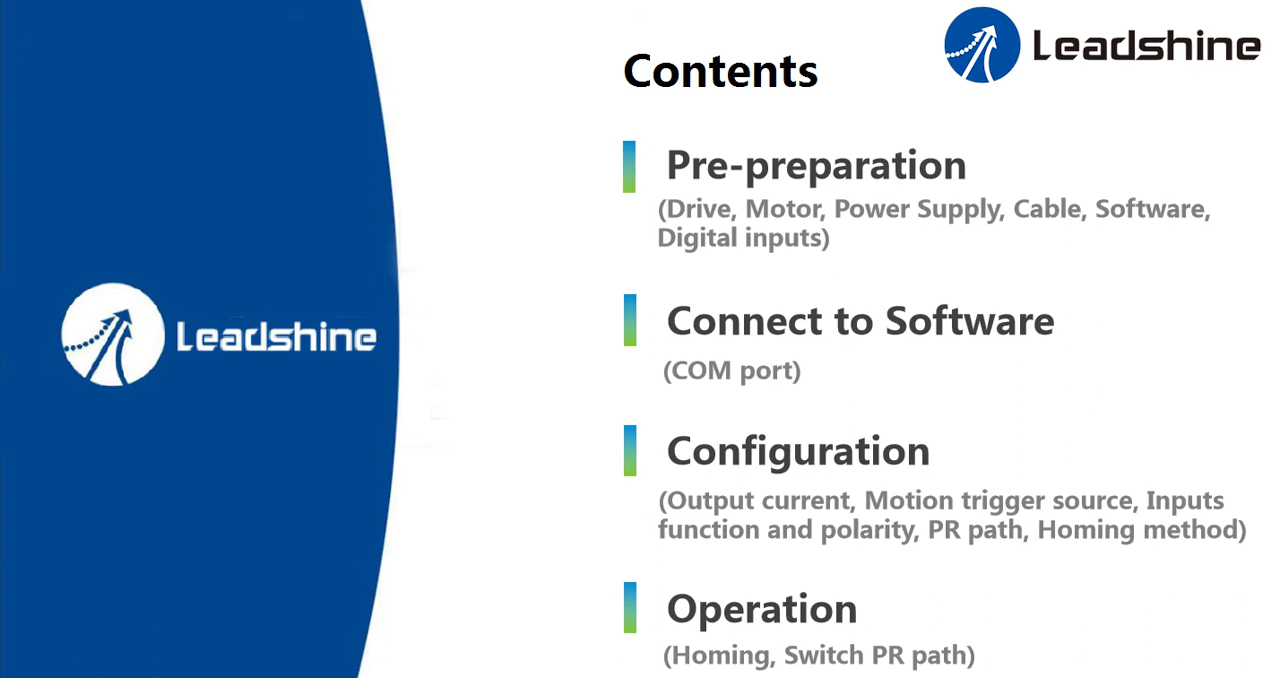 Leadshine
Contents
Pre-preparation
(Drive, Motor, Power Supply, Cable, Software,
Digital inputs)
Connect to Software
(COM port)
Configuration
(Output current, Motion trigger source, Inputs
function and polarity, PR path, Homing method)
Operation
(Homing, Switch PR path)
Leadshine